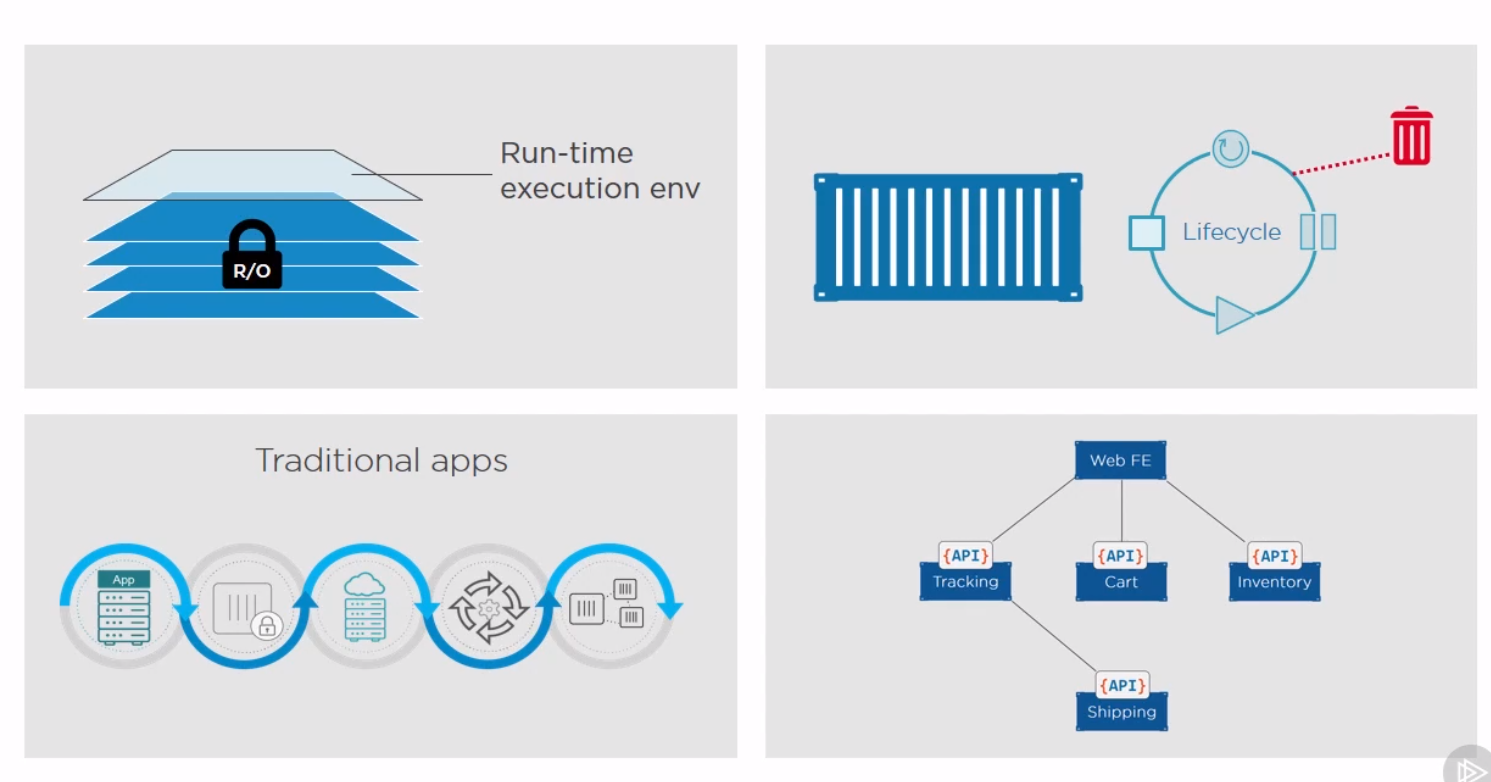 Run-time
execution env
R/O
Lifecycle
Traditional apps
App
Web FE
{API}
Tracking
{API}
Cart
{API}
Inventory
{API}
Shipping